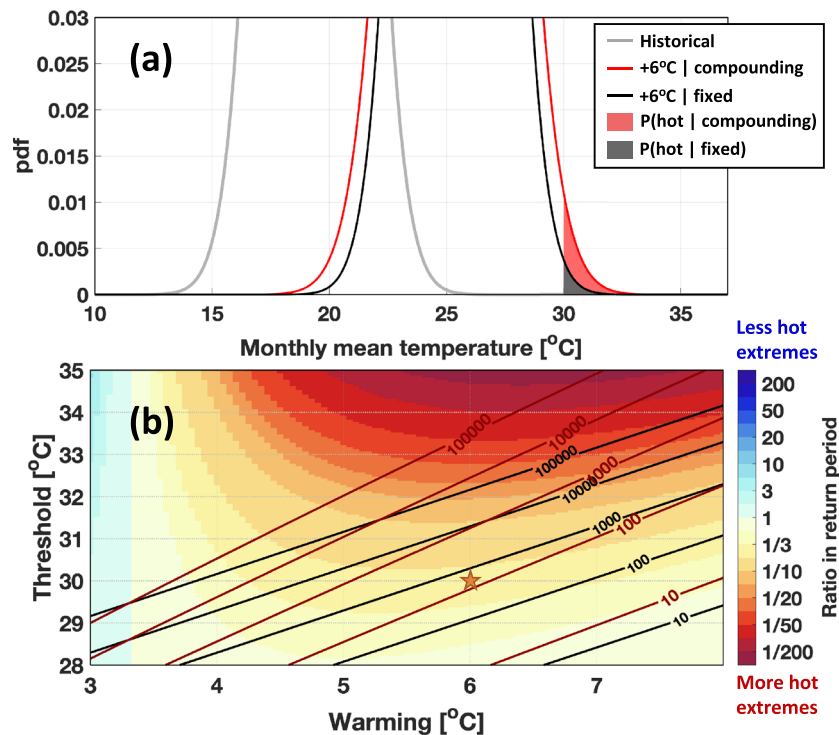 (a)
0.03
0.025
0.02
0.015
0.01
0.005
0
pdf
10
15
20
25
30
35
Monthly mean temperature [°C]
Historical
+6°C | compounding
+6°C | fixed
P(hot | compounding)
P(hot | fixed)
(b)
35
34
33
32
31
30
29
28
Threshold [°C]
3
4
5
6
7
Warming [°C]
100000
10000
1000
100
10
100000
10000
1000
100
10
Less hot
extremes
200
50
20
10
3
1
1/3
1/10
1/20
1/50
1/200
Ratio in return period
More hot
extremes